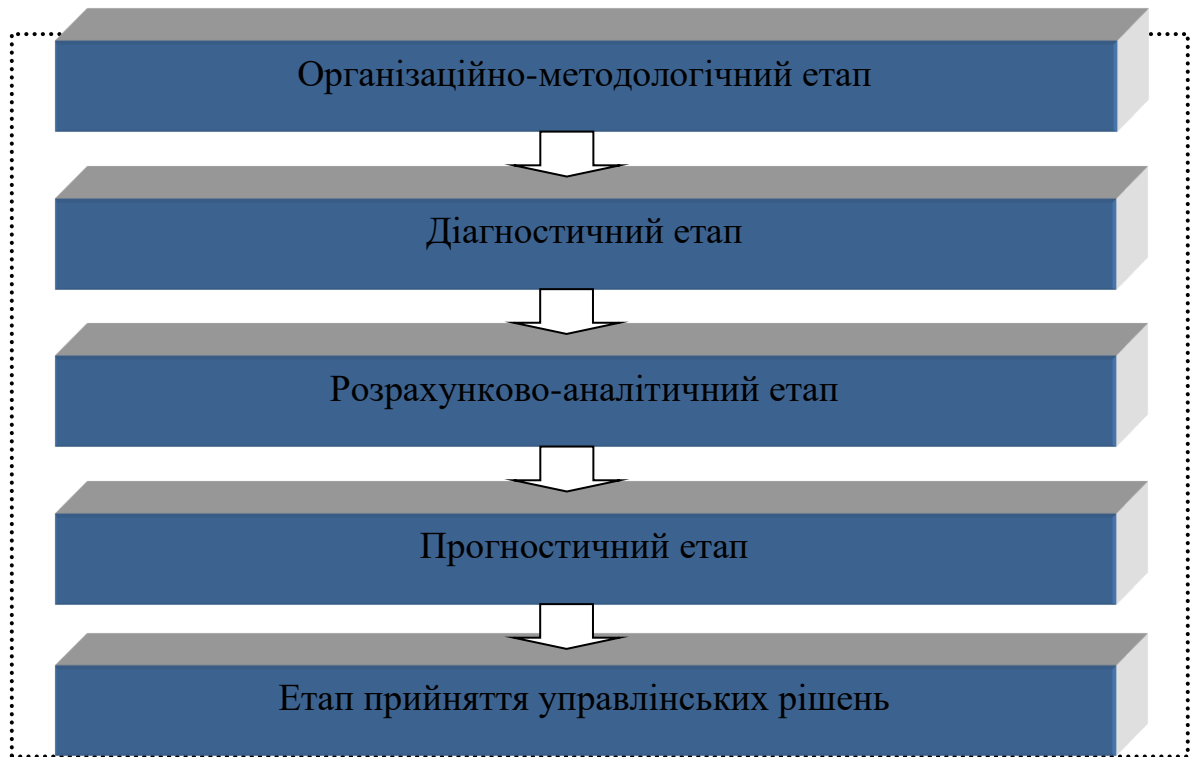 Організаційно-методологічний етап
Діагностичний етап
Розрахунково-аналітичний етап
Прогностичний етап
Етап прийняття управлінських рішень